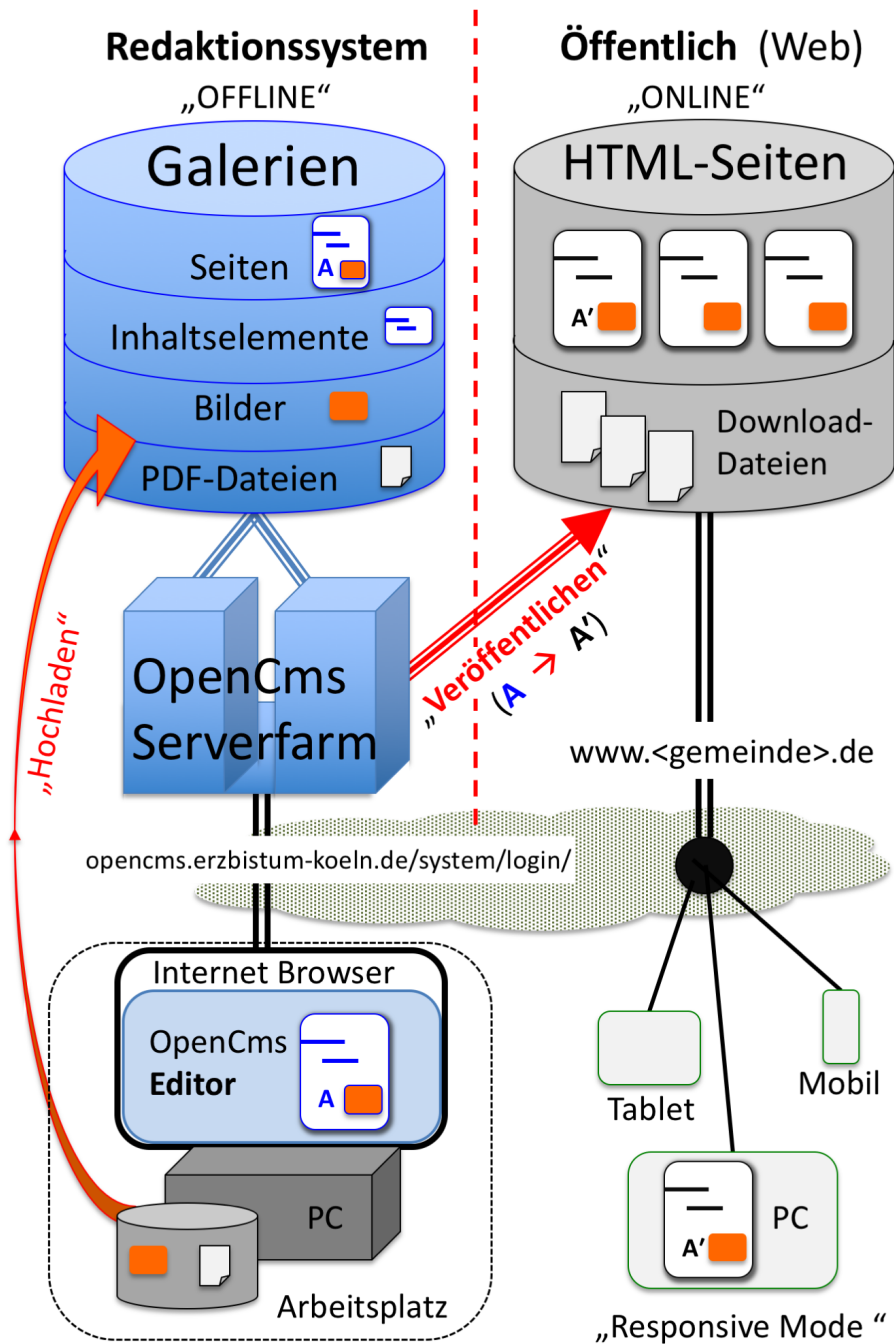 Redaktionssystem
„OFFLINE“
Galerien
Seiten
A
Inhaltselemente
Bilder
PDF-Dateien
Öffentlich (Web)
„ONLINE“
HTML-Seiten
A'
Download-
Dateien
„Hochladen“
OpenCms
Serverfarm
„Veröffentlichen“
(A → A')
www.<gemeinde>.de
opencms.erzbistum-koeln.de/system/login/
Internet Browser
OpenCms
Editor
A
PC
Arbeitsplatz
Tablet
Mobil
PC
A'
„Responsive Mode “